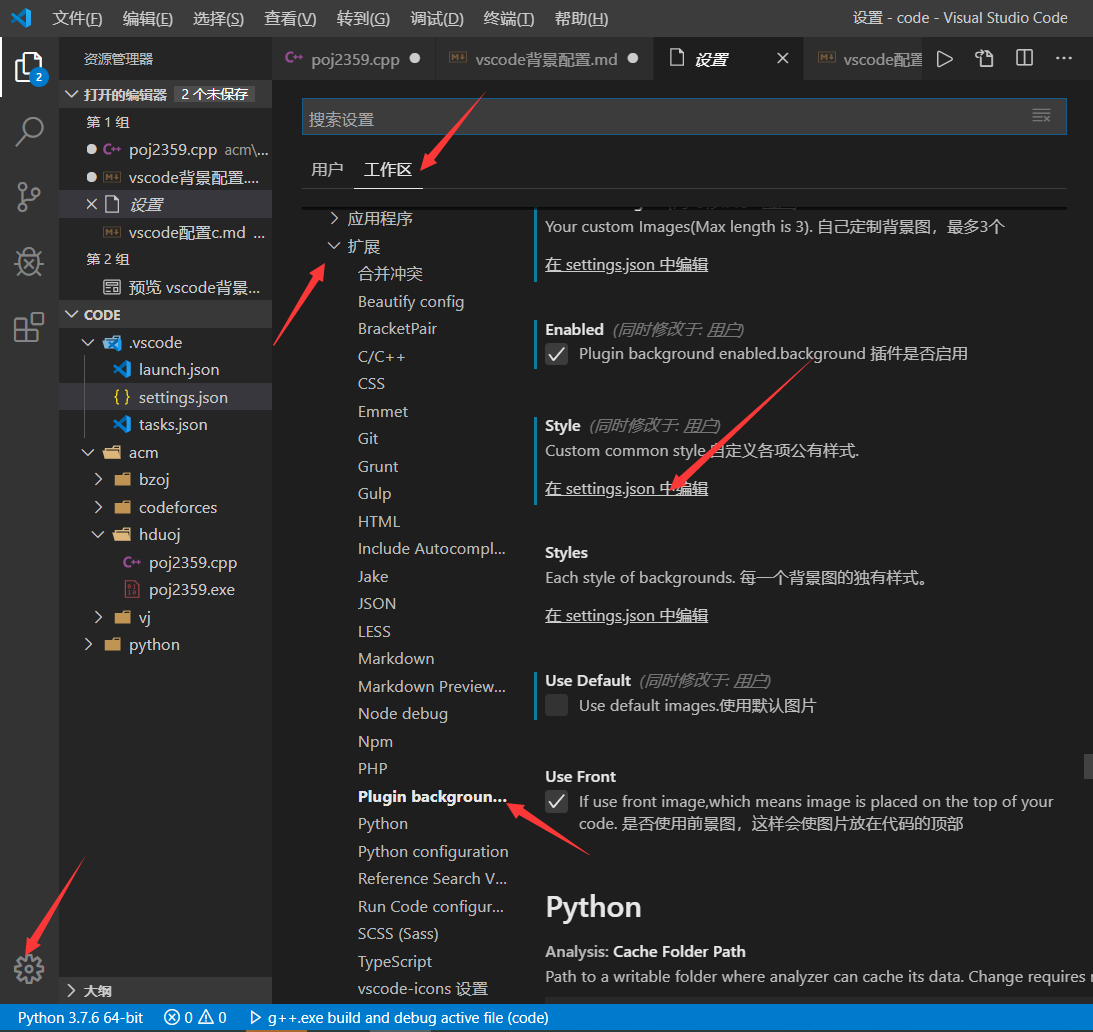 文件(F) 编辑(E) 选择(S) 查看(V) 转到(G) 调试(D) 终端(T) 帮助(H) 设置 - code - Visual Studio Code
资源管理器
打开的编辑器 2 个未保存
第 1 组
poj2359.cpp acm\...
vscode背景配置....
设置
vscode配置c.md ...
第 2 组
预览 vscode背景...
CODE
.vscode
launch.json
settings.json
tasks.json
acm
bzoj
codeforces
hduoj
poj2359.cpp
poj2359.exe
vj
python
大纲
2
poj2359.cpp
vscode背景配置.md
设置
vscode配置
搜索设置
用户 工作区
应用程序
扩展
合并冲突
Beautify config
BracketPair
C/C++
CSS
Emmet
Git
Grunt
Gulp
HTML
Include Autocompl...
Jake
JSON
LESS
Markdown
Markdown Preview...
Node debug
Npm
PHP
Plugin backgroun...
Python
Python configuration
Reference Search V...
Run Code configur...
SCSS (Sass)
TypeScript
vscode-icons 设置
Your custom Images(Max length is 3). 自己定制背景图，最多3个
在 settings.json 中编辑
Enabled (同时修改于: 用户)
Plugin background enabled.background 插件是否启用
Style (同时修改于: 用户)
Custom common style.自定义各项公有样式.
在 settings.json 中编辑
Styles
Each style of backgrounds. 每一个背景图的独有样式。
在 settings.json 中编辑
Use Default (同时修改于: 用户)
Use default images.使用默认图片
Use Front
If use front image,which means image is placed on the top of your
code. 是否使用前景图，这样会使图片放在代码的顶部
Python
Analysis: Cache Folder Path
Path to a writable folder where analyzer can cache its data. Change requires
Python 3.7.6 64-bit 0 0 g++.exe build and debug active file (code)